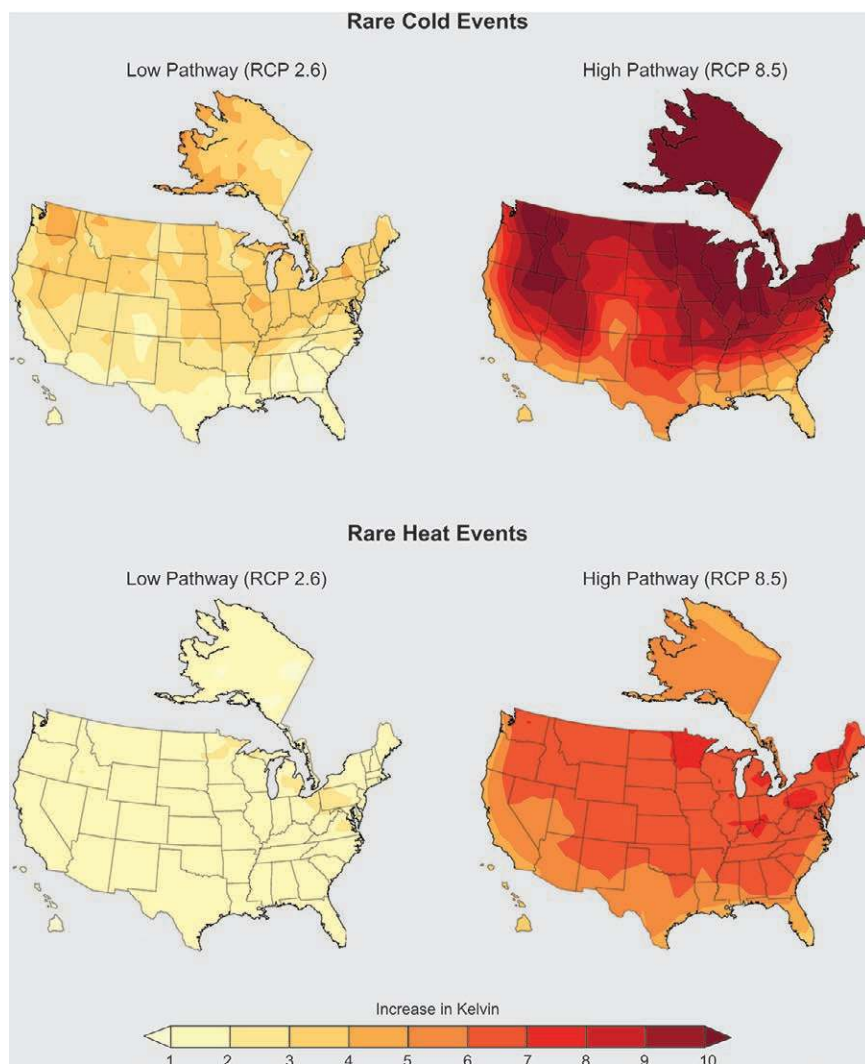 Rare Cold Events
Low Pathway (RCP 2.6)
High Pathway (RCP 8.5)
Rare Heat Events
Low Pathway (RCP 2.6)
High Pathway (RCP 8.5)
Increase in Kelvin
1 2 3 4 5 6 7 8 9 10